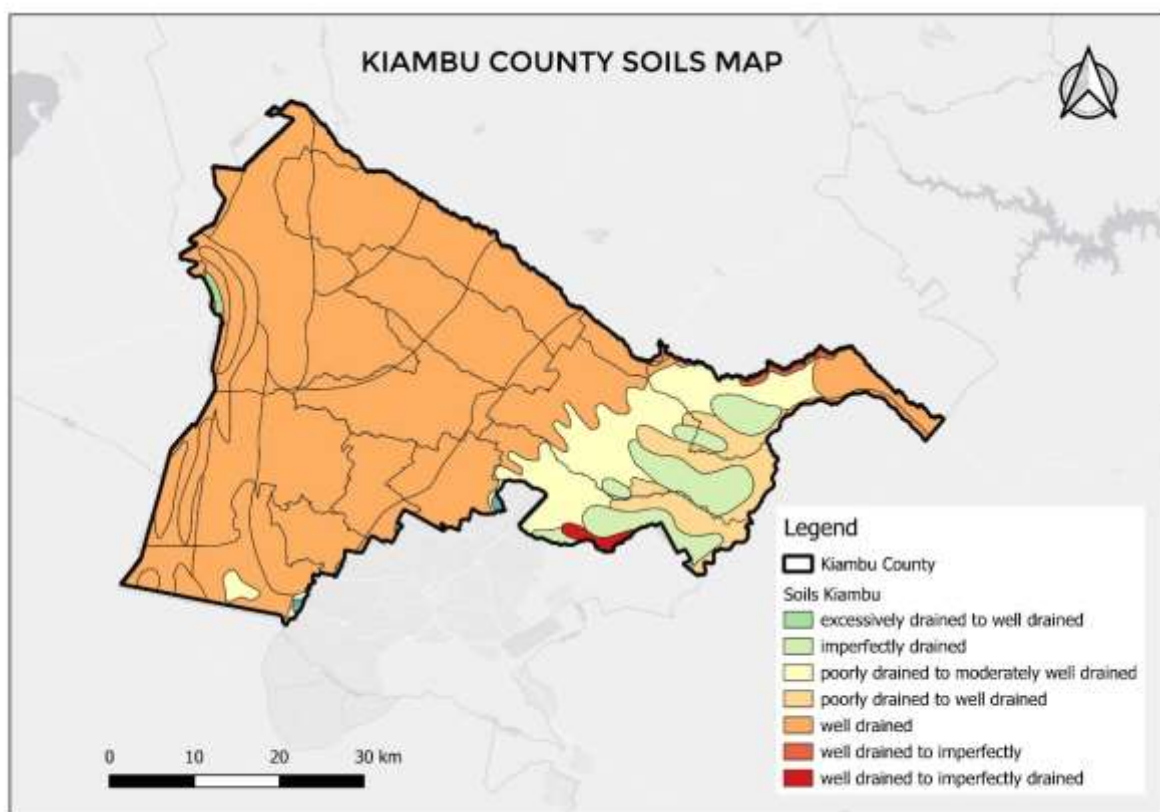 KIAMBU COUNTY SOILS MAP
Legend
Kiambu County
Soils Kiambu
excessively drained to well drained
imperfectly drained
poorly drained to moderately well drained
poorly drained to well drained
well drained
well drained to imperfectly
well drained to imperfectly drained
0 10 20 30 km